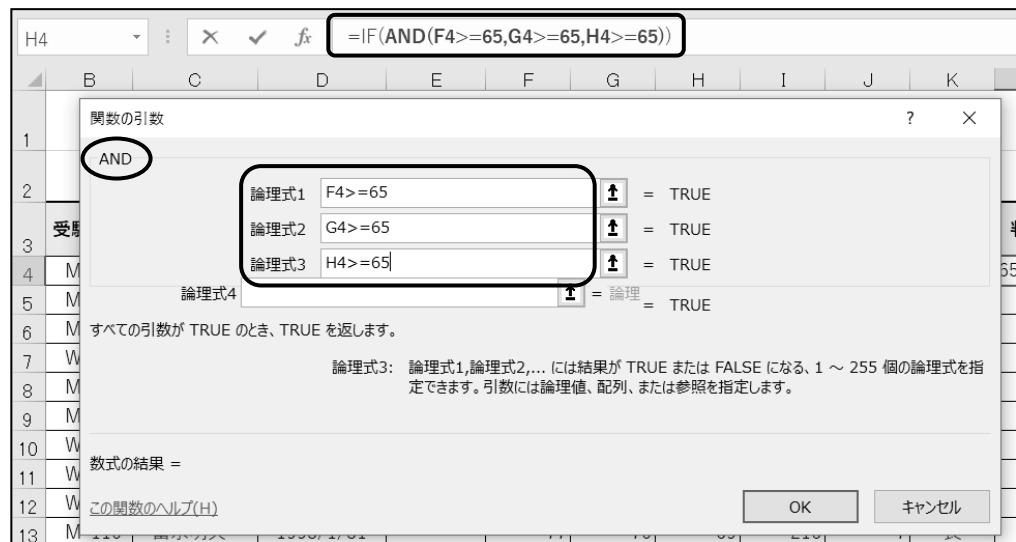 H4 fx =IF(AND(F4>=65,G4>=65,H4>=65))
B C D E F G H I J K
関数の引数 ? ×
1
AND
2
論理式1 F4>=65 = TRUE
論理式2 G4>=65 = TRUE
3 受
論理式3 H4>=65 = TRUE
4 M 65
論理式4 = 論理
= TRUE
5 M
6 M すべての引数が TRUE のとき、TRUE を返します。
7 W
論理式3: 論理式1,論理式2,... には結果が TRUE または FALSE になる、1 ～ 255 個の論理式を指
8 M
定できます。引数には論理値、配列、または参照を指定します。
9 M
10 W
数式の結果 =
11 W
12 W この関数のヘルプ(H) OK キャンセル
13 M